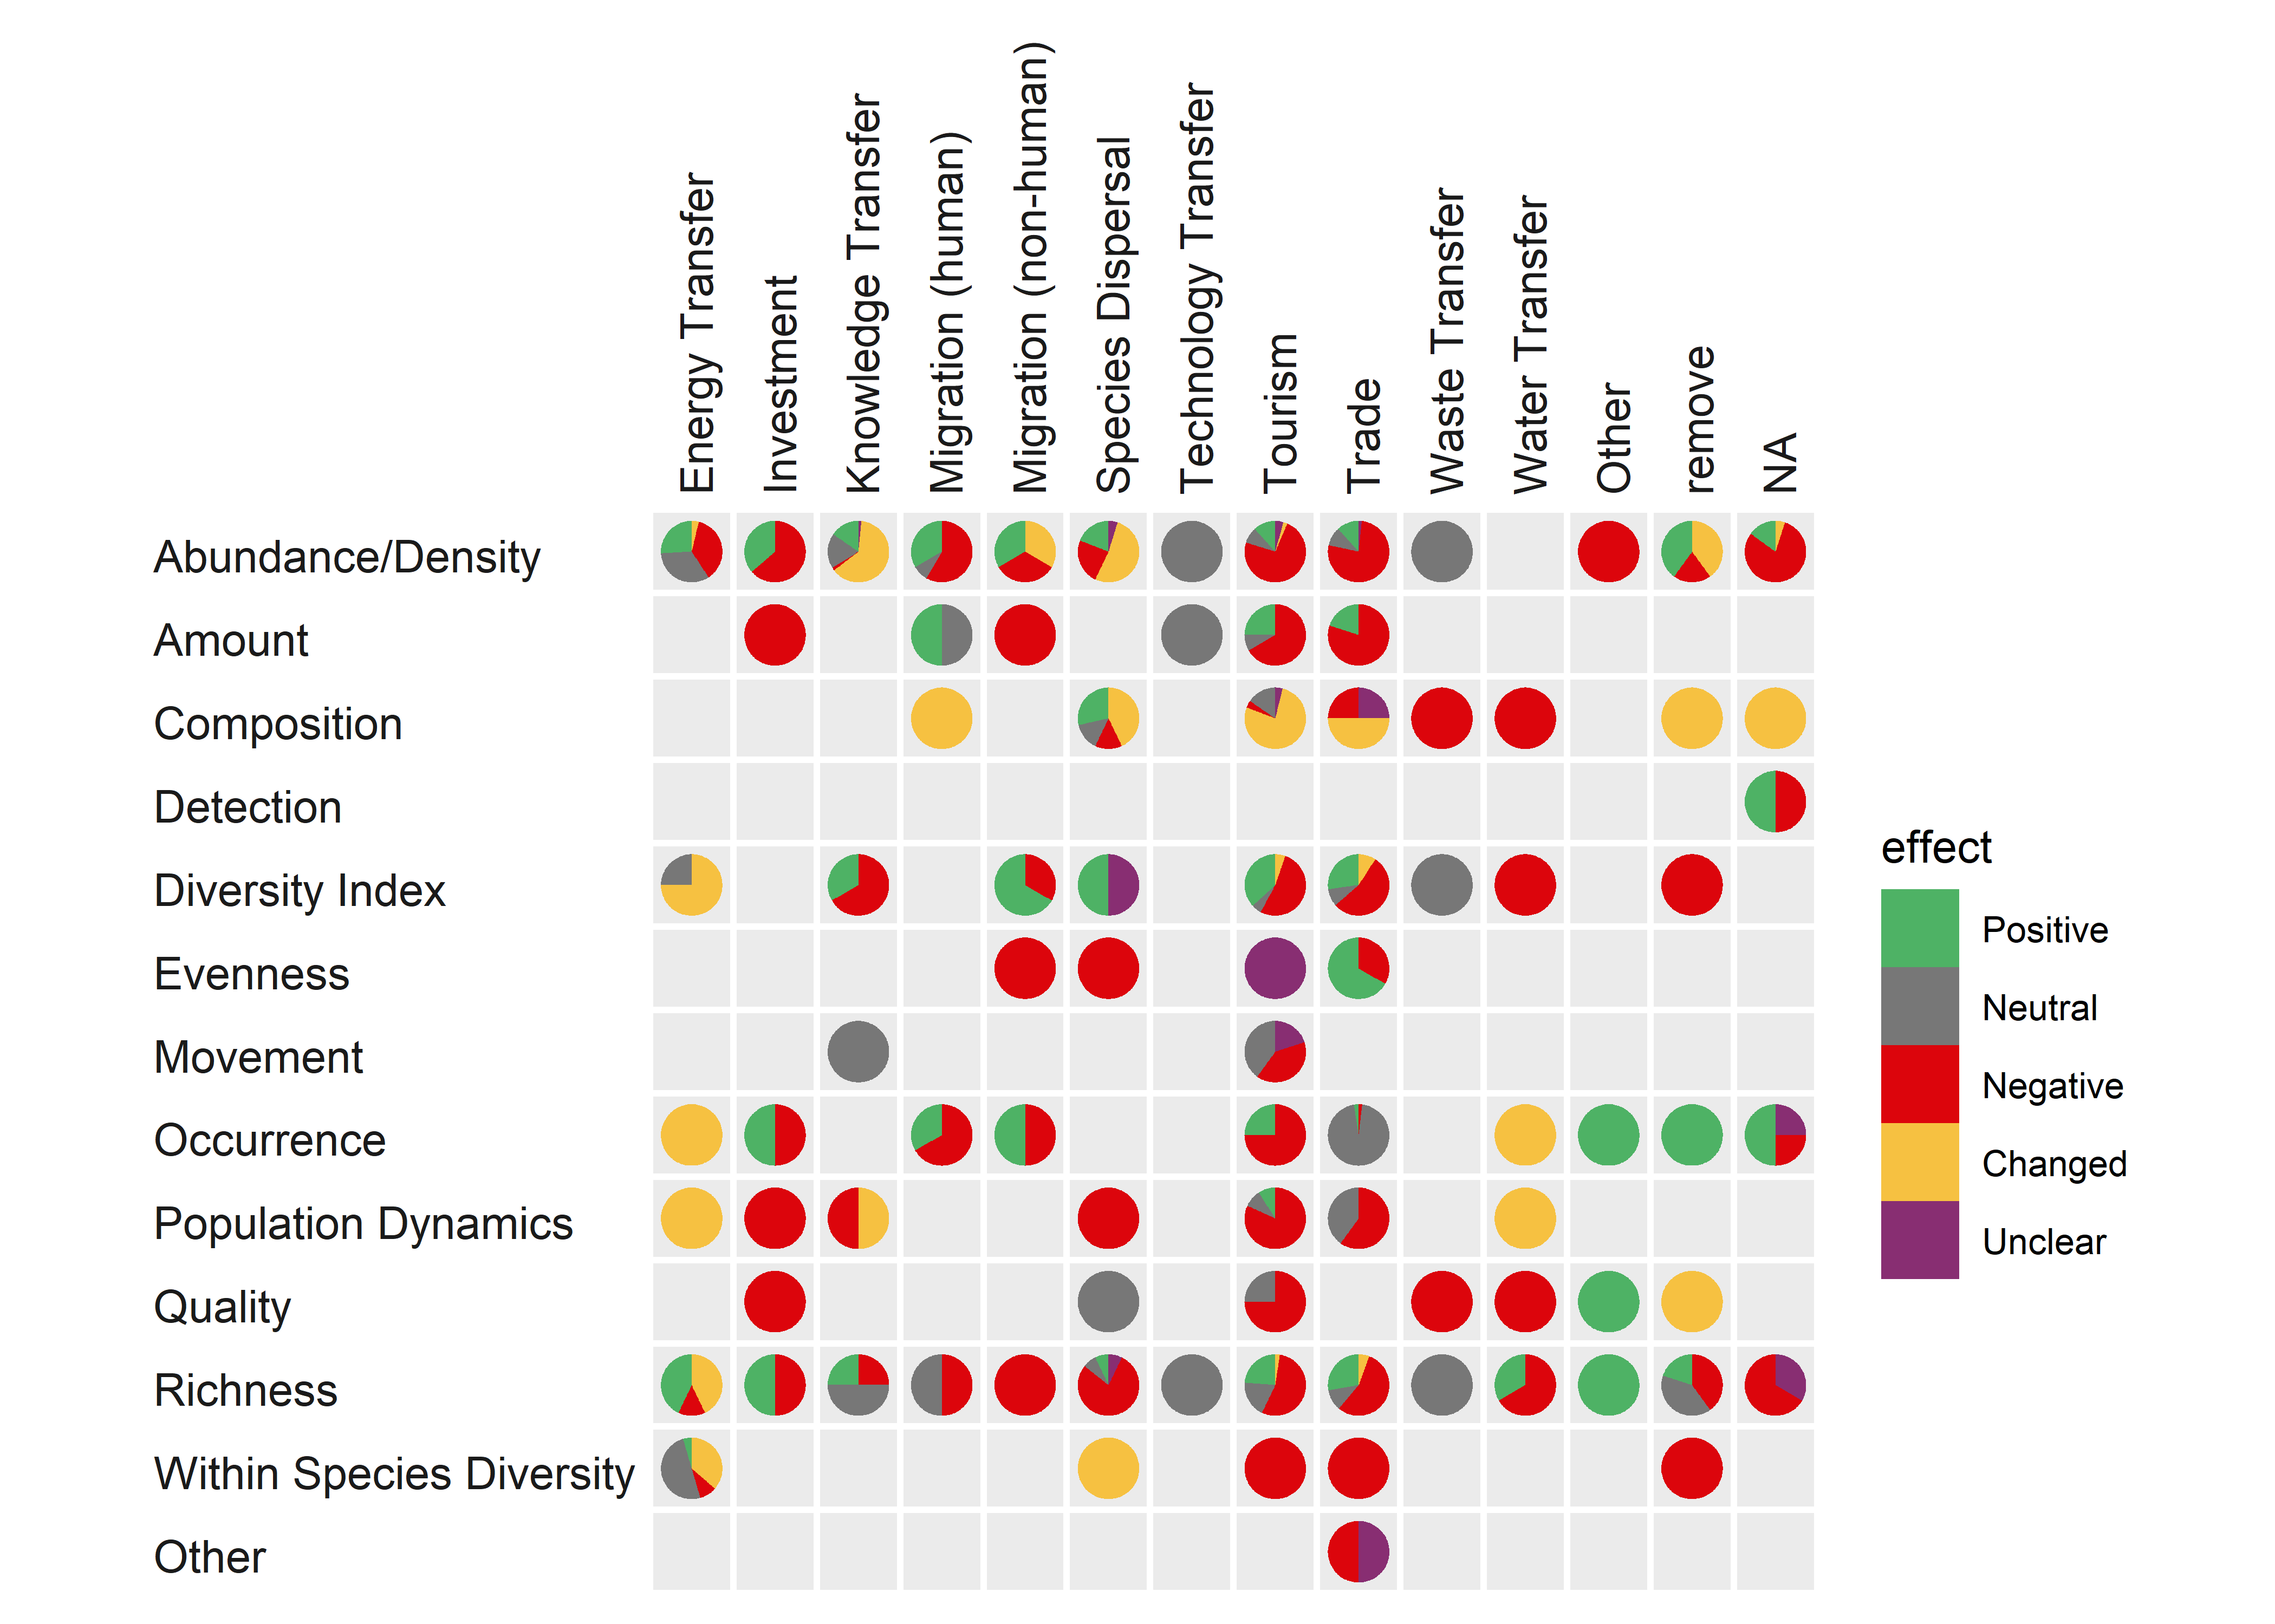 Energy Transfer
Investment
Knowledge Transfer
Migration (human)
Migration (non-human)
Species Dispersal
Technology Transfer
Tourism
Trade
Waste Transfer
Water Transfer
Other
remove
NA
Abundance/Density
Amount
Composition
Detection
Diversity Index
Evenness
Movement
Occurrence
Population Dynamics
Quality
Richness
Within Species Diversity
Other
effect
Positive
Neutral
Negative
Changed
Unclear